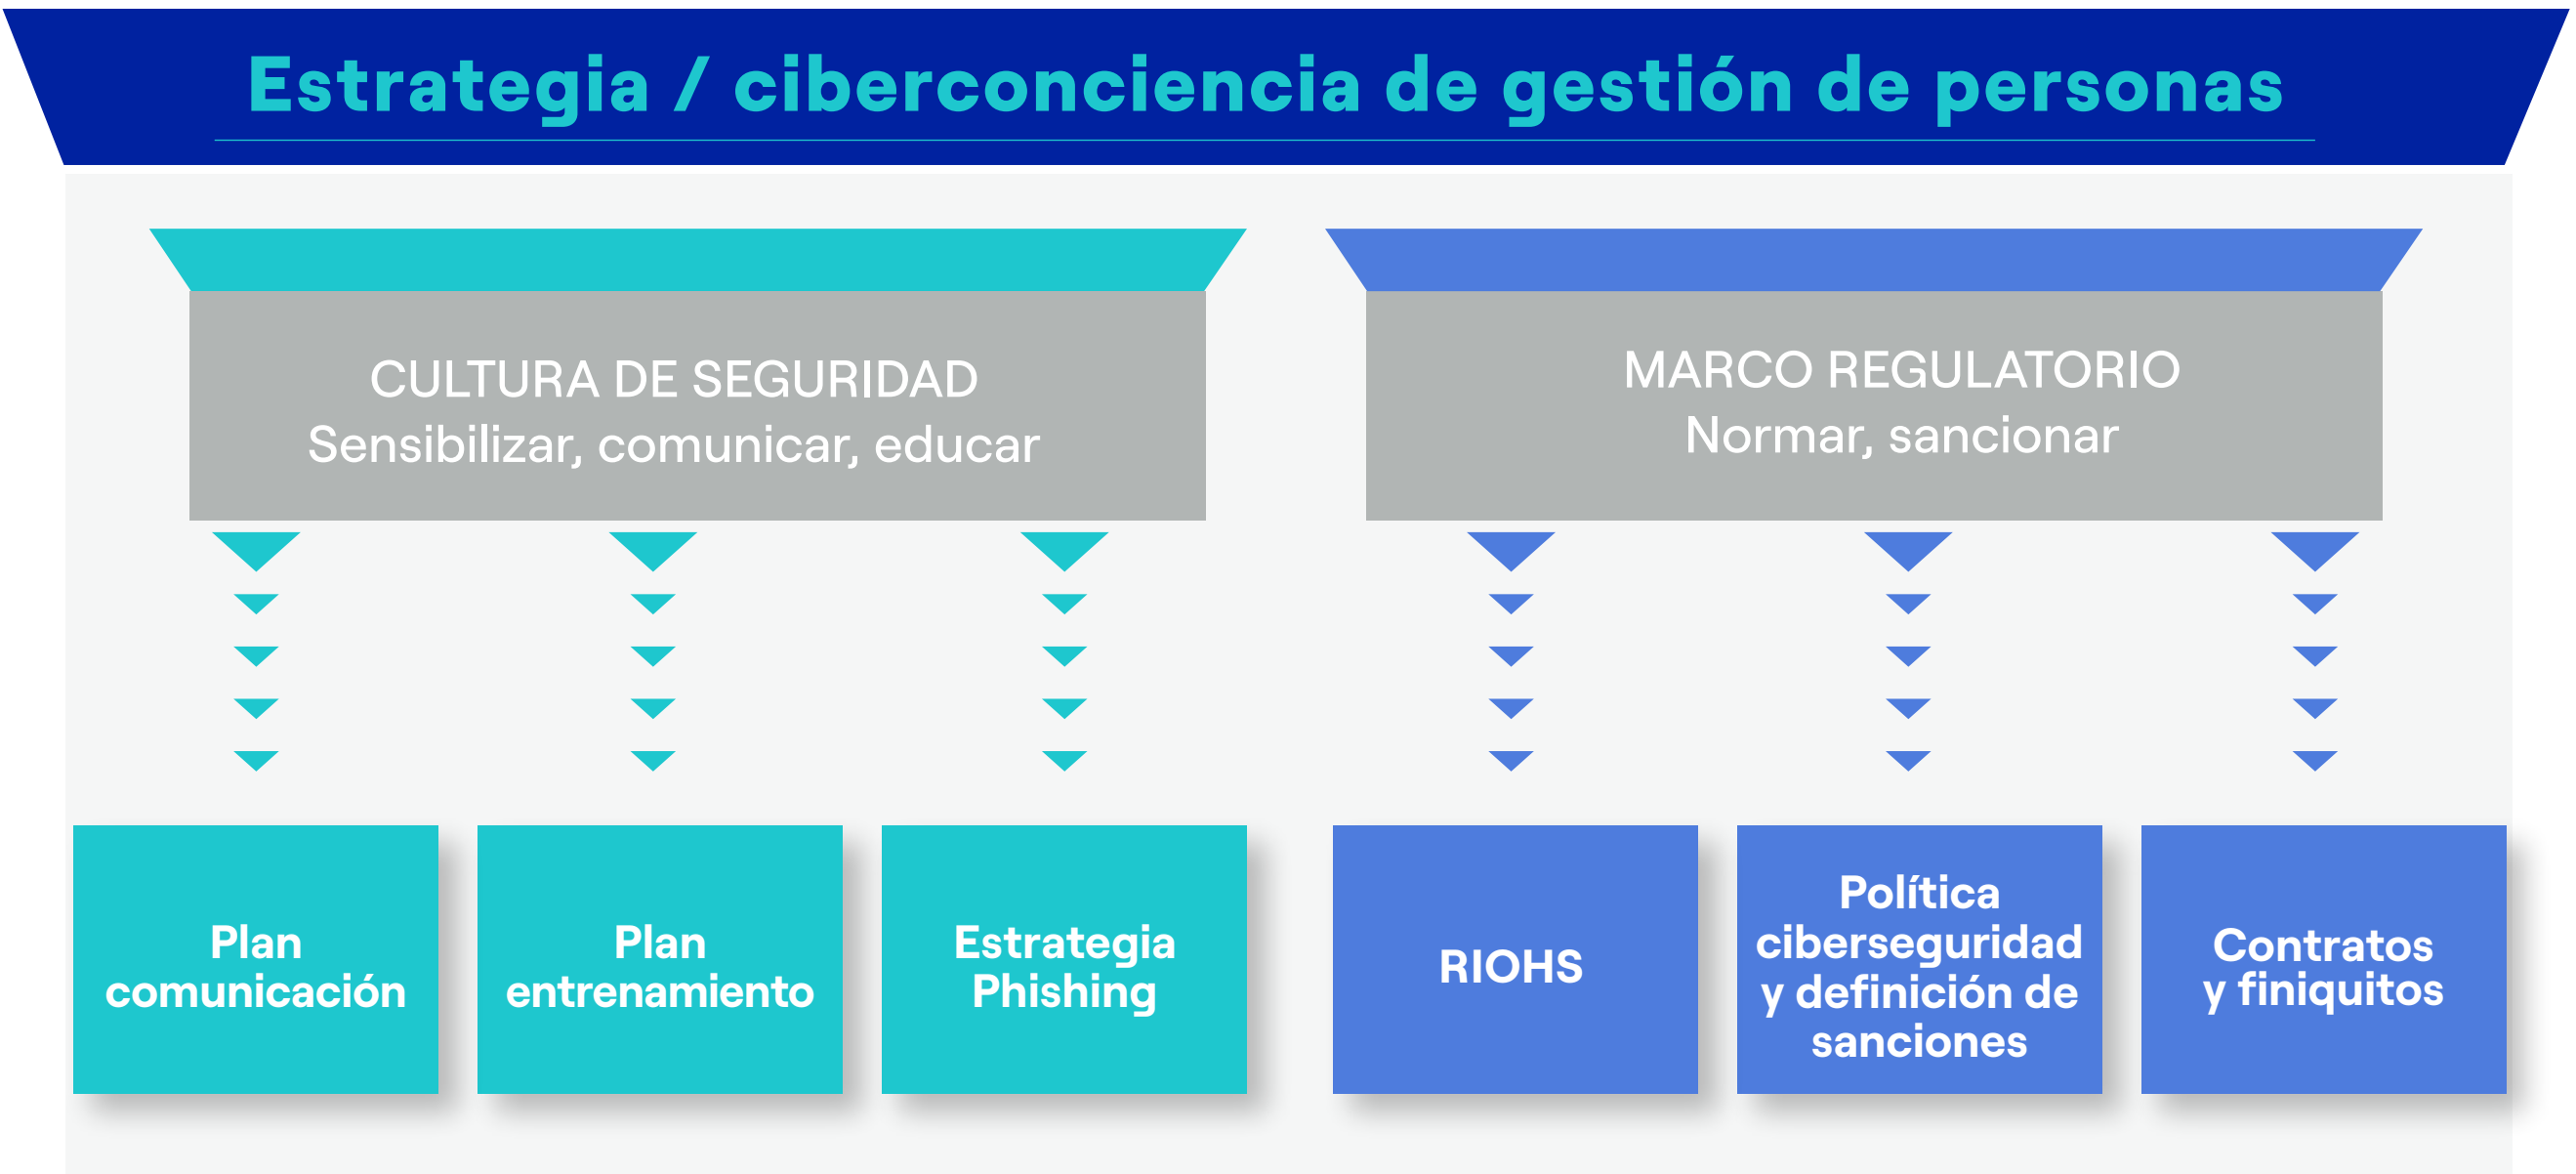 Estrategia / ciberconciencia de gestión de personas
CULTURA DE SEGURIDAD
Sensibilizar, comunicar, educar
MARCO REGULATORIO
Normar, sancionar
Plan
comunicación
Plan
entrenamiento
Estrategia
Phishing
RIOHS
Política
ciberseguridad
y definición de
sanciones
Contratos
y finiquitos